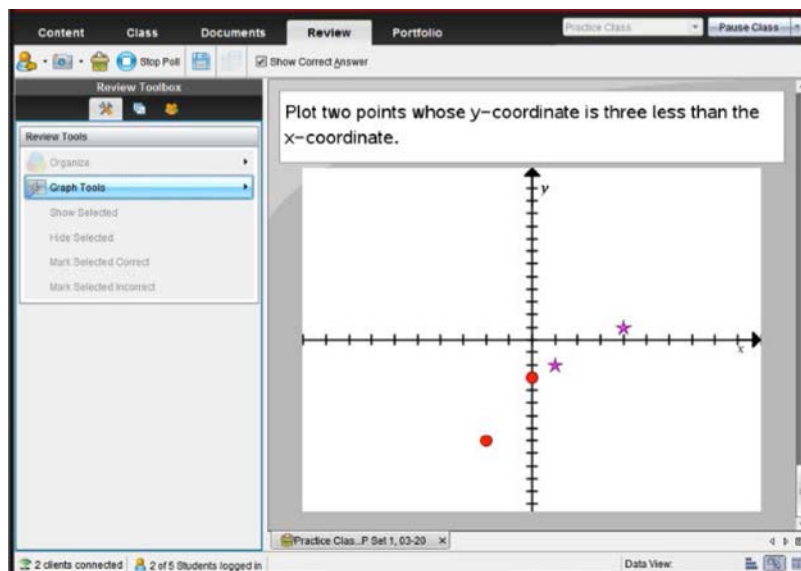 Content Class Documents Review Portfolio Practice Class Pause Class
Stop Poll Show Correct Answer
Review Toolbox
Review Tools
Organize
Graph Tools
Show Selected
Hide Selected
Mark Selected Correct
Mark Selected Incorrect
Plot two points whose y-coordinate is three less than the
x-coordinate.
y
x
Practice Clas...P Set 1, 03-20
2 clients connected 2 of 5 Students logged in Data View: